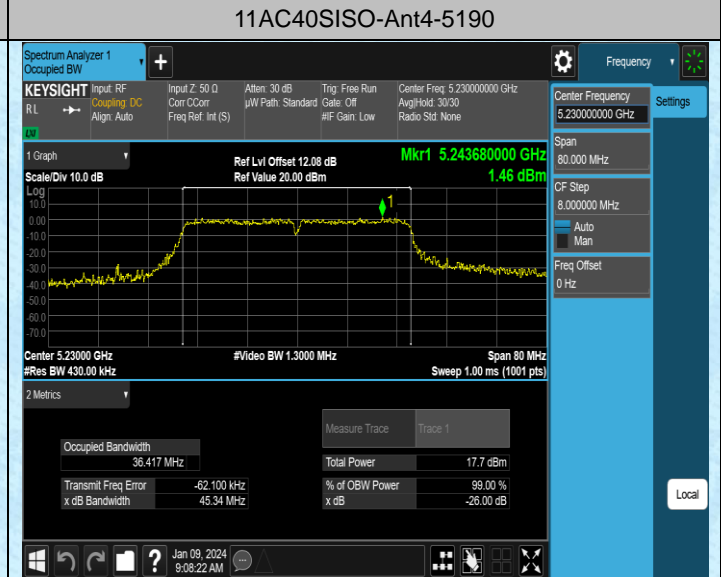 11AC40SISO-Ant4-5190
Spectrum Analyzer 1
Occupied BW
Frequency
KEYSIGHT
RL
Input: RF
Coupling: DC
Align: Auto
Input Z: 50 Ω
Corr CCorr
Freq Ref: Int (S)
Atten: 30 dB
µW Path: Standard
Trig: Free Run
Gate: Off
#IF Gain: Low
Center Freq: 5.230000000 GHz
Avg|Hold: 30/30
Radio Std: None
Center Frequency
5.230000000 GHz
Settings
Span
80.000 MHz
CF Step
8.000000 MHz
Auto
Man
Freq Offset
0 Hz
1 Graph
Scale/Div 10.0 dB
Ref Lvl Offset 12.08 dB
Ref Value 20.00 dBm
Mkr1 5.243680000 GHz
1.46 dBm
Log
10.0
0.00
-10.0
-20.0
-30.0
-40.0
-50.0
-60.0
-70.0
1
Center 5.23000 GHz
#Video BW 1.3000 MHz
Span 80 MHz
#Res BW 430.00 kHz
Sweep 1.00 ms (1001 pts)
2 Metrics
Measure Trace Trace 1
Occupied Bandwidth
36.417 MHz
Total Power 17.7 dBm
Transmit Freq Error -62.100 kHz
% of OBW Power 99.00 %
x dB Bandwidth 45.34 MHz
x dB -26.00 dB
Local
Jan 09, 2024
9:08:22 AM